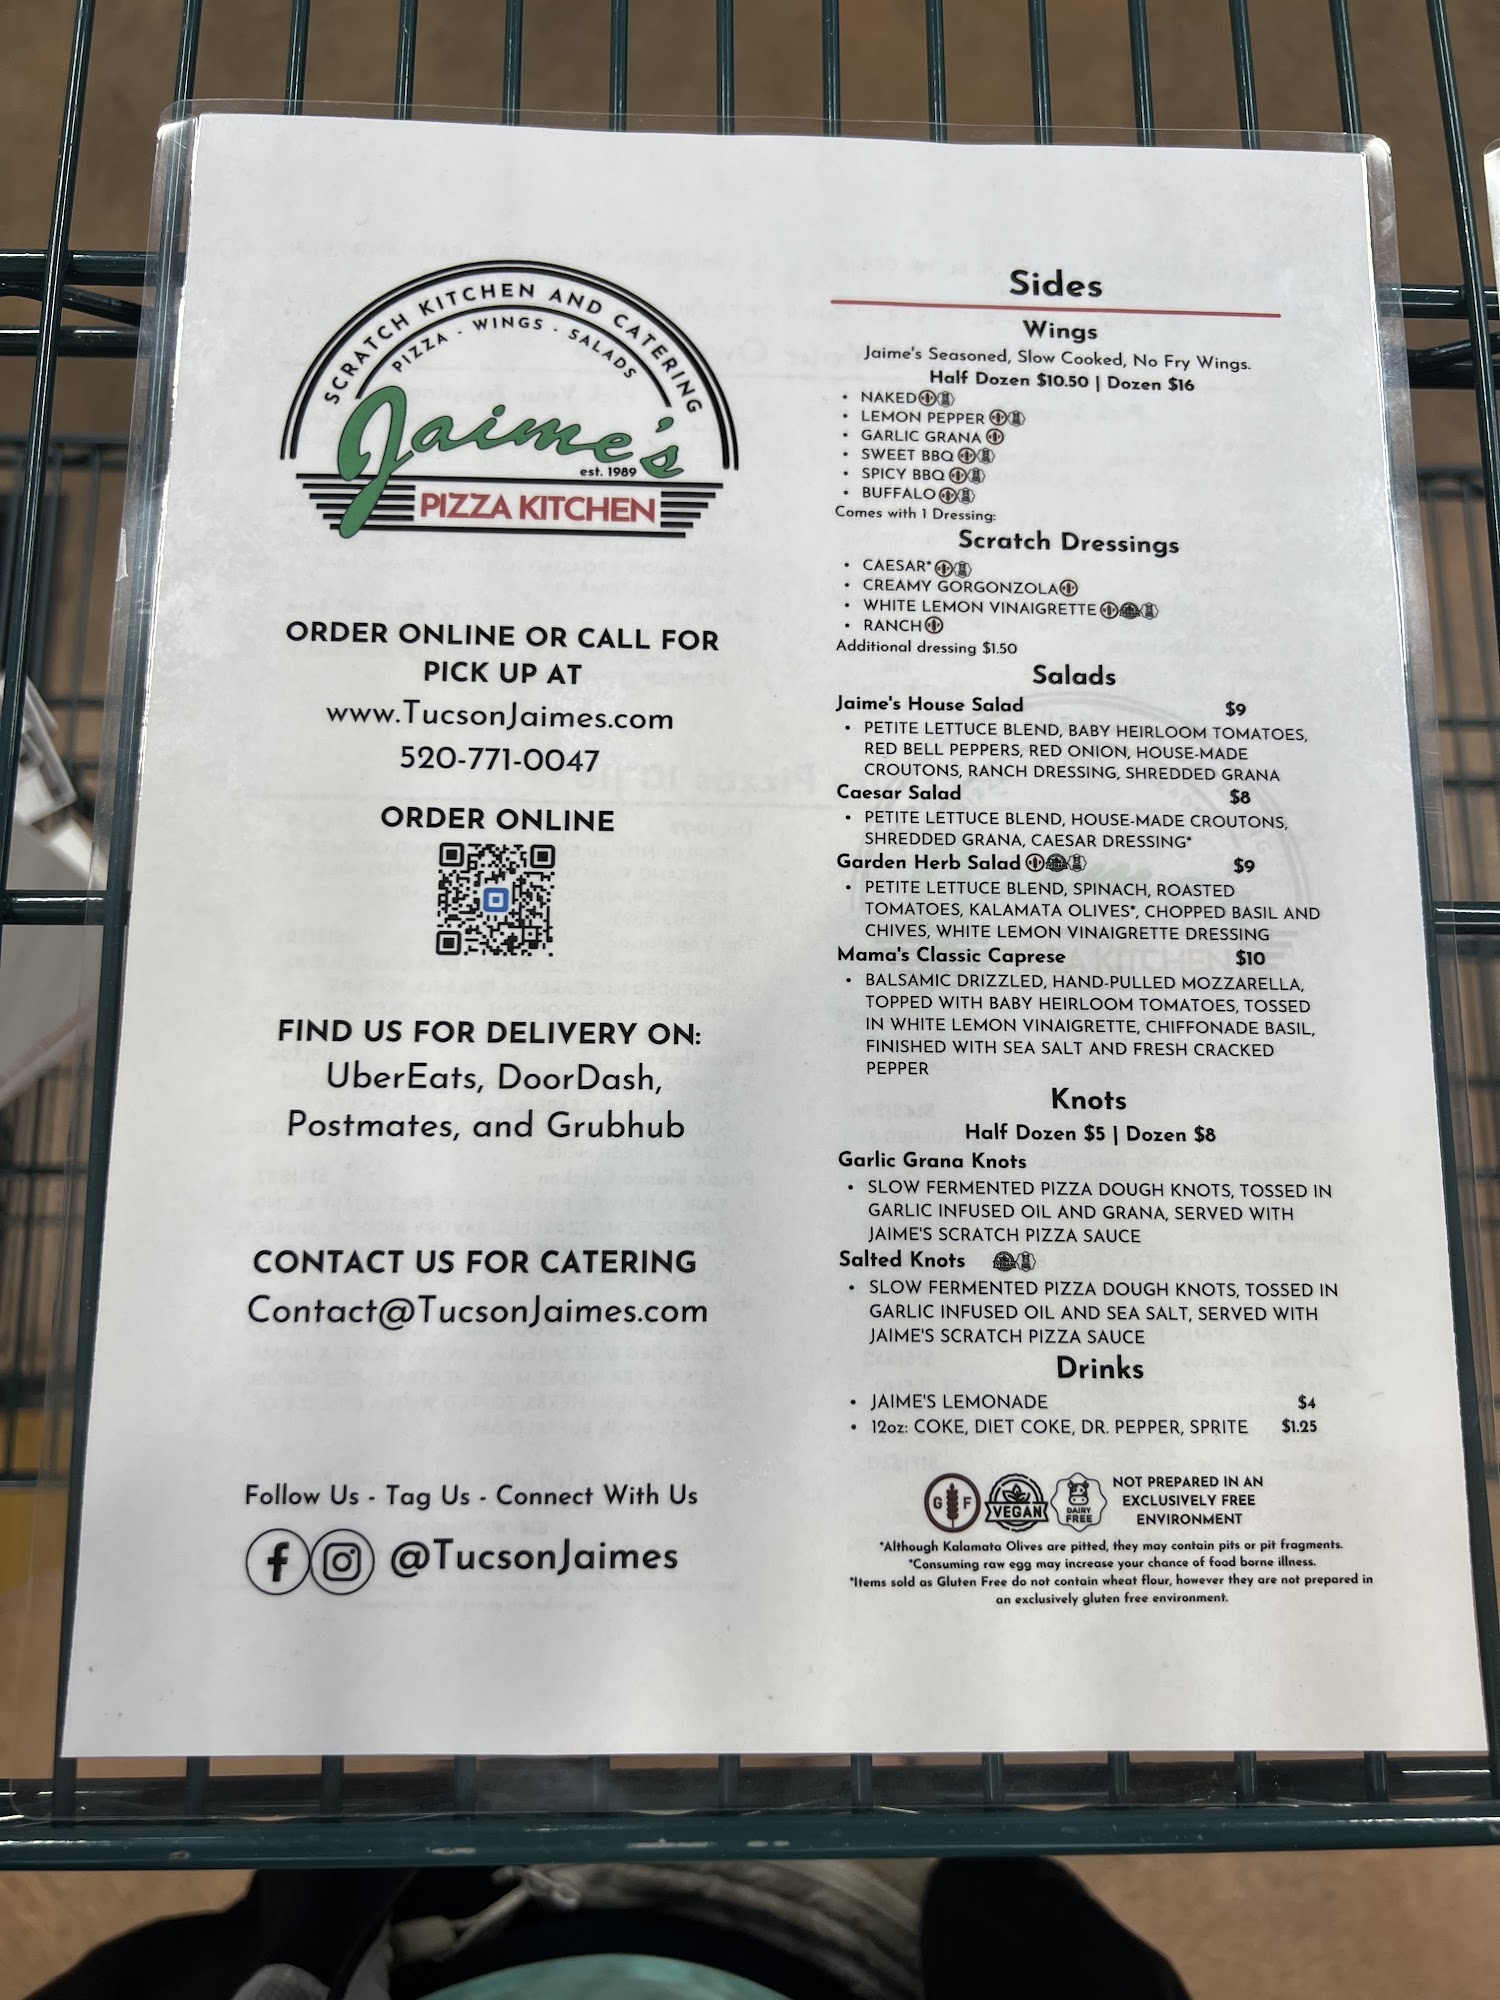 SCRATCH KITCHEN AND CATERING
PIZZA - WINGS - SALADS
Jaime's
est. 1989
PIZZA KITCHEN
ORDER ONLINE OR CALL FOR
PICK UP AT
www.TucsonJaimes.com
520-771-0047
ORDER ONLINE
FIND US FOR DELIVERY ON:
UberEats, DoorDash,
Postmates, and Grubhub
CONTACT US FOR CATERING
Contact@TucsonJaimes.com
Follow Us - Tag Us - Connect With Us
@TucsonJaimes
Sides
Wings
Jaime's Seasoned, Slow Cooked, No Fry Wings.
Half Dozen $10.50 | Dozen $16
• NAKED
• LEMON PEPPER
• GARLIC GRANA
• SWEET BBQ
• SPICY BBQ
• BUFFALO
Comes with 1 Dressing:
Scratch Dressings
• CAESAR*
• CREAMY GORGONZOLA
• WHITE LEMON VINAIGRETTE
• RANCH
Additional dressing $1.50
Salads
Jaime's House Salad $9
• PETITE LETTUCE BLEND, BABY HEIRLOOM TOMATOES,
RED BELL PEPPERS, RED ONION, HOUSE-MADE
CROUTONS, RANCH DRESSING, SHREDDED GRANA
Caesar Salad $8
• PETITE LETTUCE BLEND, HOUSE-MADE CROUTONS,
SHREDDED GRANA, CAESAR DRESSING*
Garden Herb Salad $9
• PETITE LETTUCE BLEND, SPINACH, ROASTED
TOMATOES, KALAMATA OLIVES*, CHOPPED BASIL AND
CHIVES, WHITE LEMON VINAIGRETTE DRESSING
Mama's Classic Caprese $10
• BALSAMIC DRIZZLED, HAND-PULLED MOZZARELLA,
TOPPED WITH BABY HEIRLOOM TOMATOES, TOSSED
IN WHITE LEMON VINAIGRETTE, CHIFFONADE BASIL,
FINISHED WITH SEA SALT AND FRESH CRACKED
PEPPER
Knots
Half Dozen $5 | Dozen $8
Garlic Grana Knots
• SLOW FERMENTED PIZZA DOUGH KNOTS, TOSSED IN
GARLIC INFUSED OIL AND GRANA, SERVED WITH
JAIME'S SCRATCH PIZZA SAUCE
Salted Knots
• SLOW FERMENTED PIZZA DOUGH KNOTS, TOSSED IN
GARLIC INFUSED OIL AND SEA SALT, SERVED WITH
JAIME'S SCRATCH PIZZA SAUCE
Drinks
• JAIME'S LEMONADE $4
• 12oz: COKE, DIET COKE, DR. PEPPER, SPRITE $1.25
G F
VEGAN
DAIRY
FREE
NOT PREPARED IN AN
EXCLUSIVELY FREE
ENVIRONMENT
*Although Kalamata Olives are pitted, they may contain pits or pit fragments.
*Consuming raw egg may increase your chance of food borne illness.
*Items sold as Gluten Free do not contain wheat flour, however they are not prepared in
an exclusively gluten free environment.